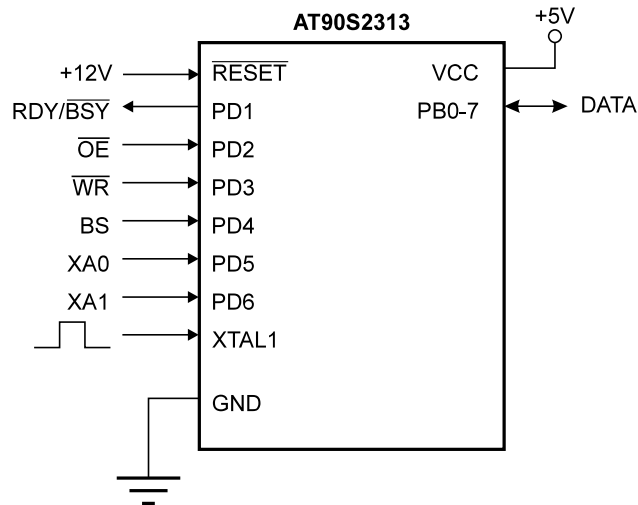 AT90S2313
+5V
+12V RESET VCC
RDY/BSY PD1 PB0-7 DATA
OE PD2
WR PD3
BS PD4
XA0 PD5
XA1 PD6
XTAL1
GND